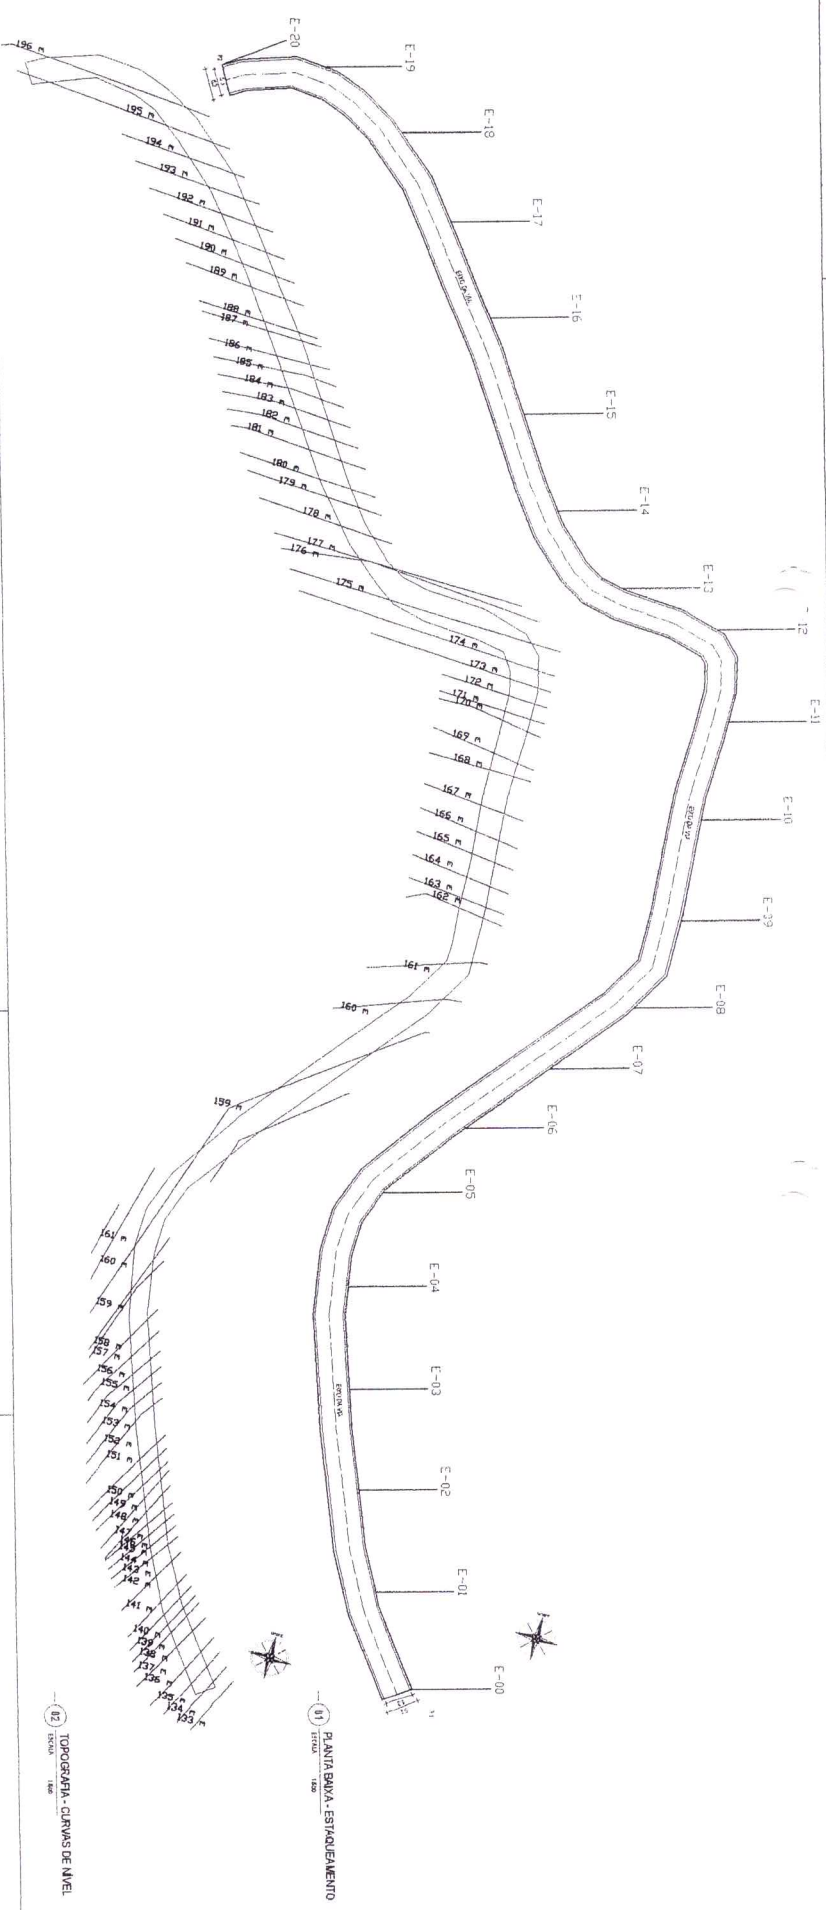 E-20
E-19
E-18
E-17
E-16
E-15
E-14
E-13
12
E-11
E-10
E-09
E-08
E-07
E-06
E-05
E-04
E-03
E-02
E-01
E-00
196 m
195 m
194 m
193 m
192 m
191 m
190 m
189 m
188 m
187 m
186 m
185 m
184 m
183 m
182 m
181 m
180 m
179 m
178 m
177 m
176 m
175 m
174 m
173 m
172 m
171 m
170 m
169 m
168 m
167 m
166 m
165 m
164 m
163 m
162 m
161 m
160 m
159 m
161 m
160 m
159 m
158 m
157 m
156 m
155 m
154 m
153 m
152 m
151 m
150 m
149 m
148 m
147 m
146 m
145 m
144 m
143 m
142 m
141 m
140 m
139 m
138 m
137 m
136 m
135 m
134 m
133 m
01 PLANTA BAIXA - ESTAQUEAMENTO
ESCALA
02 TOPOGRAFIA - CURVAS DE NÍVEL
ESCALA